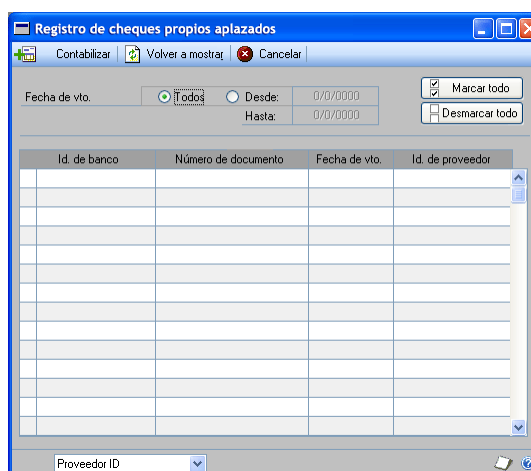 Registro de cheques propios aplazados
Contabilizar Volver a mostrar Cancelar
Fecha de vto. Todos Desde: 0/0/0000 Marcar todo
Hasta: 0/0/0000 Desmarcar todo
Id. de banco Número de documento Fecha de vto. Id. de proveedor
Proveedor ID